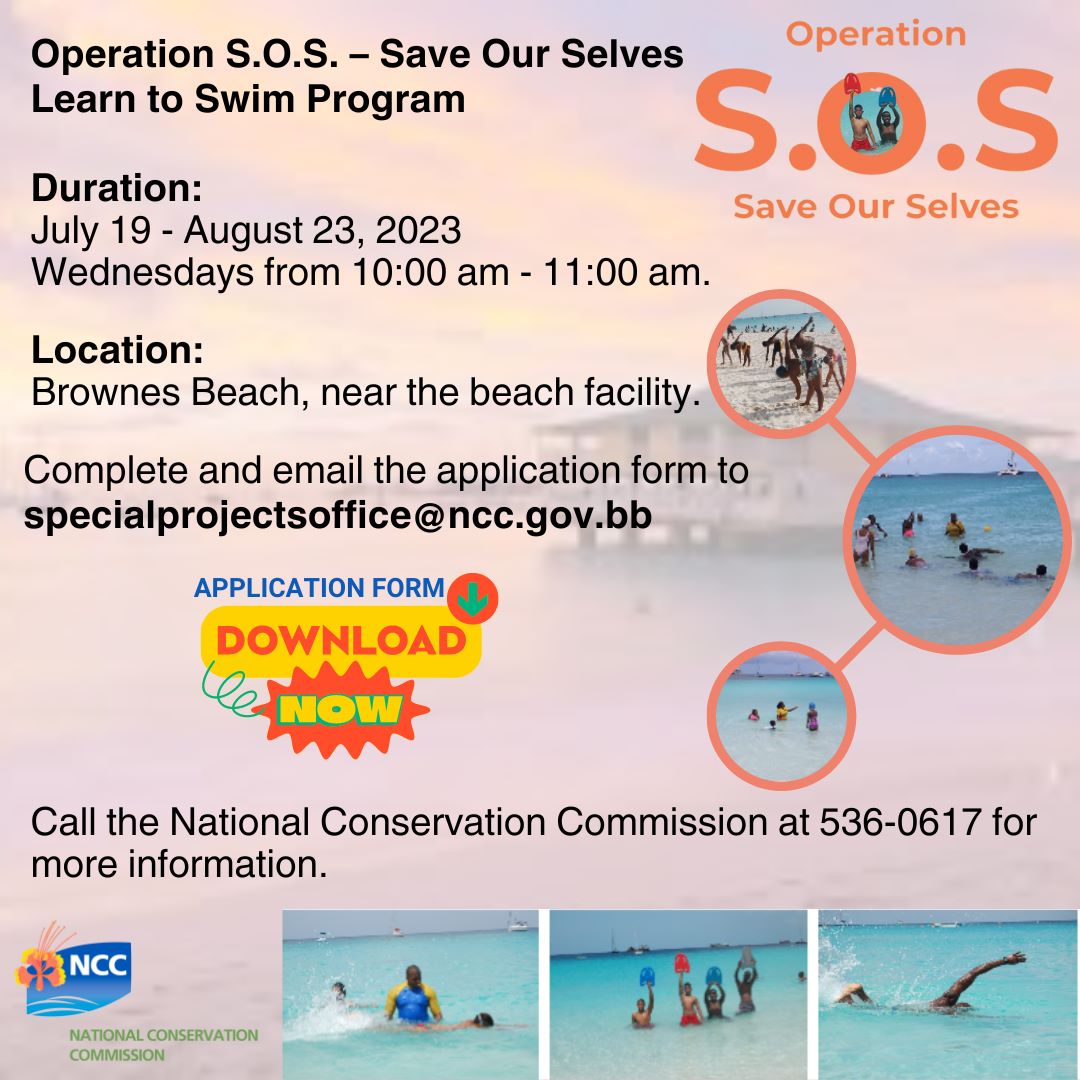 Operation S.O.S. – Save Our Selves
Learn to Swim Program
Operation
S.O.S
Save Our Selves
Duration:
July 19 - August 23, 2023
Wednesdays from 10:00 am - 11:00 am.
Location:
Brownes Beach, near the beach facility.
Complete and email the application form to
specialprojectsoffice@ncc.gov.bb
APPLICATION FORM
DOWNLOAD
NOW
Call the National Conservation Commission at 536-0617 for
more information.
NCC
NATIONAL CONSERVATION
COMMISSION